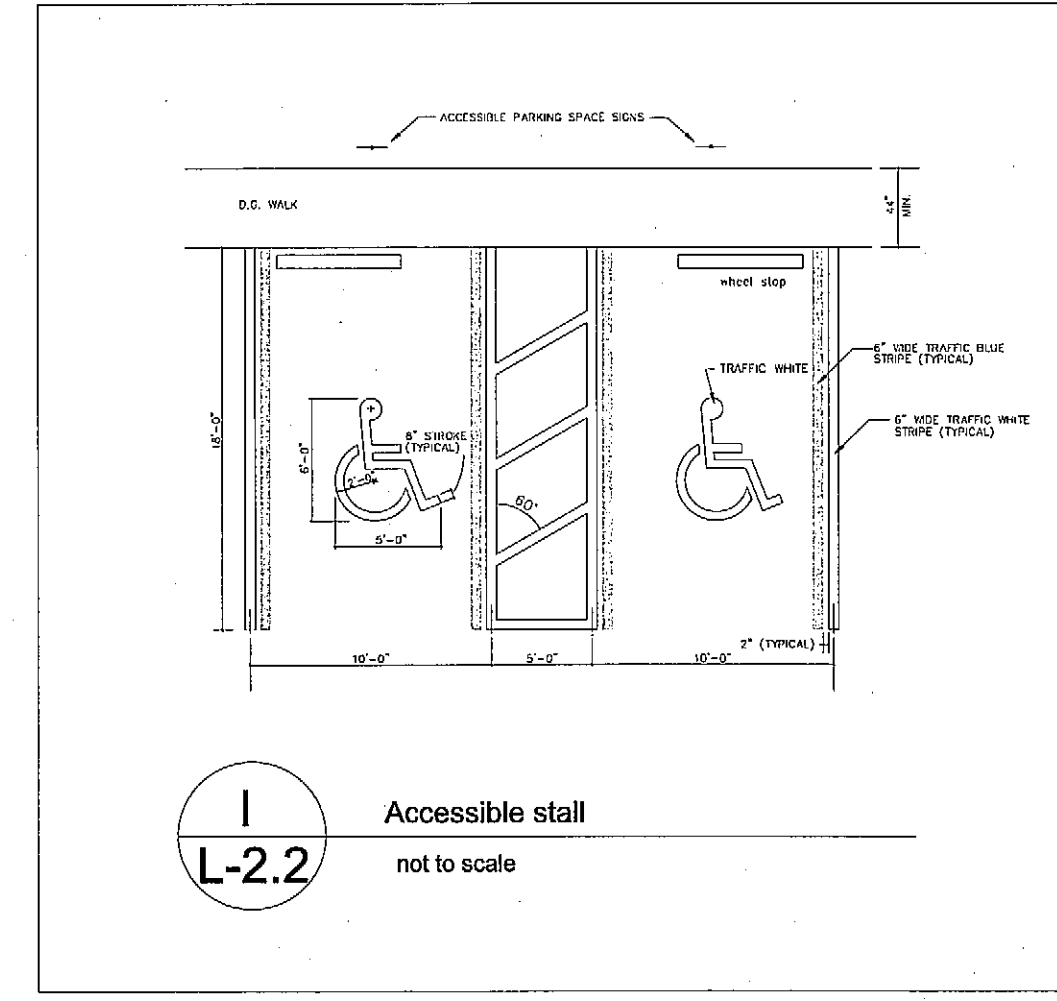 ACCESSIBLE PARKING SPACE SIGNS
D.G. WALK
44"
MIN.
wheel stop
6" WIDE TRAFFIC BLUE
STRIPE (TYPICAL)
TRAFFIC WHITE
6" WIDE TRAFFIC WHITE
STRIPE (TYPICAL)
18'-0"
6'-0"
STROKE
(TYPICAL)
2'-0"
60°
5'-0"
2" (TYPICAL)
10'-0"
5'-0"
10'-0"
I
L-2.2
Accessible stall
not to scale